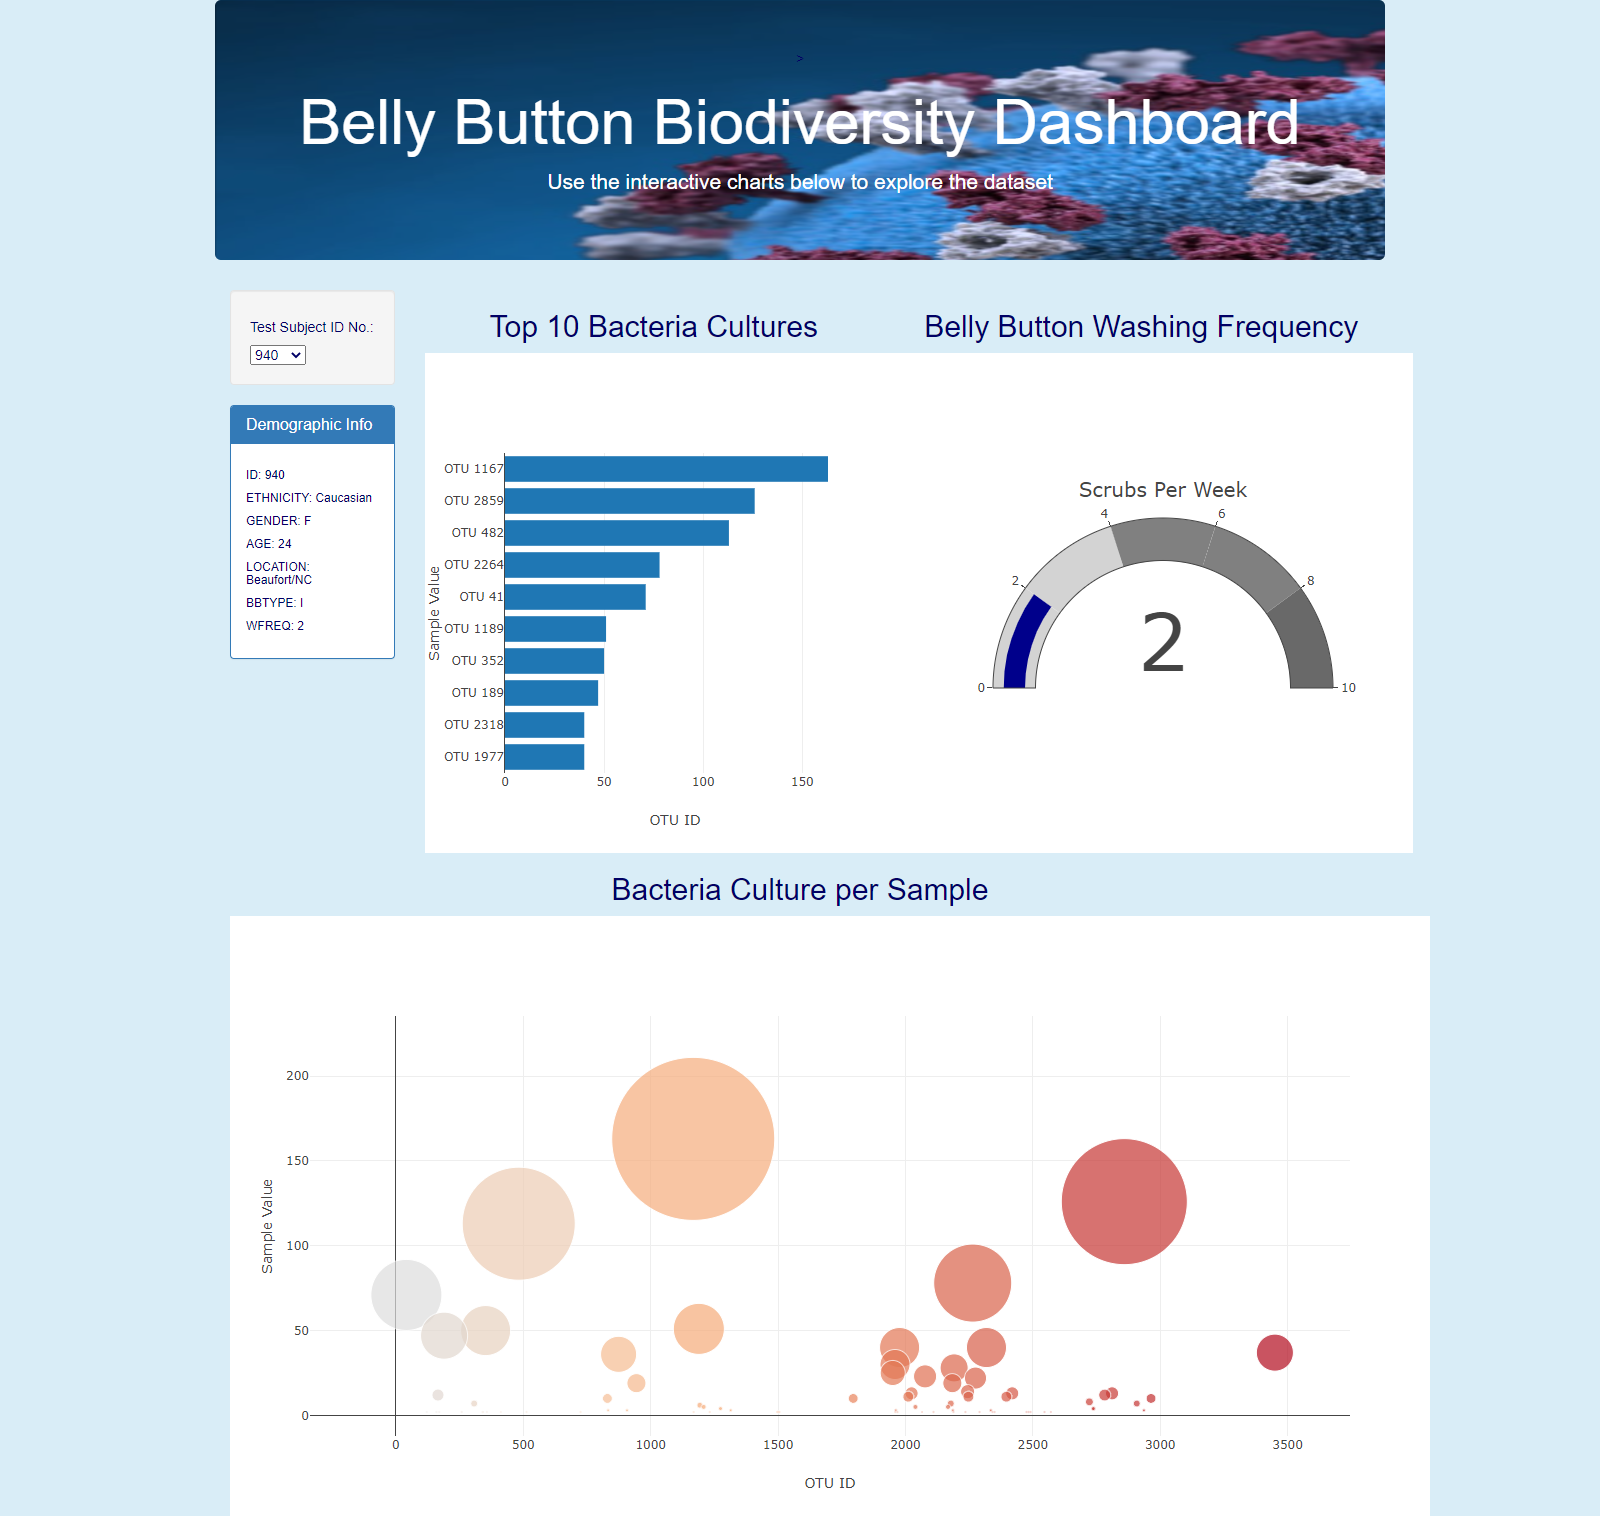 >
Belly Button Biodiversity Dashboard
Use the interactive charts below to explore the dataset
Test Subject ID No.:
940
Demographic Info
ID: 940
ETHNICITY: Caucasian
GENDER: F
AGE: 24
LOCATION:
Beaufort/NC
BBTYPE: I
WFREQ: 2
Top 10 Bacteria Cultures
Sample Value
OTU 1167
OTU 2859
OTU 482
OTU 2264
OTU 41
OTU 1189
OTU 352
OTU 189
OTU 2318
OTU 1977
0 50 100 150
OTU ID
Belly Button Washing Frequency
Scrubs Per Week
0
2
4
6
8
10
2
Bacteria Culture per Sample
Sample Value
200
150
100
50
0
0 500 1000 1500 2000 2500 3000 3500
OTU ID